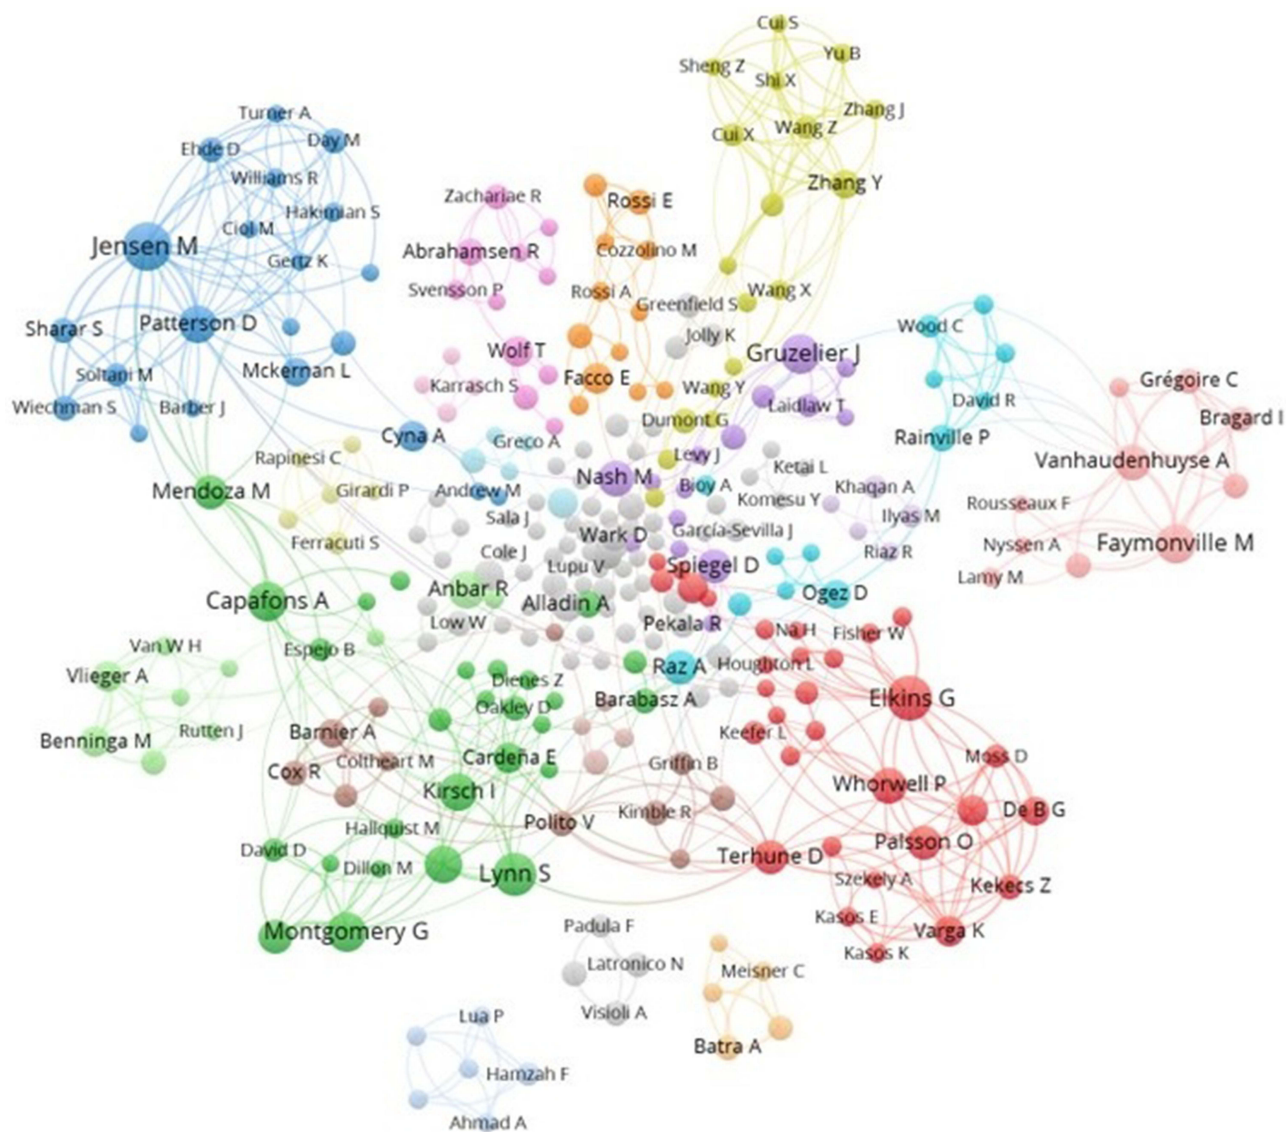 Cui S
Yu B
Sheng Z
Shi X
Zhang J
Cui X
Wang Z
Zhang Y
Turner A
Ehde D
Day M
Williams R
Hakimian S
Ciol M
Jensen M
Gertz K
Zachariae R
Rossi E
Abrahamsen R
Cozzolino M
Svensson P
Rossi A
Greenfield S
Wang X
Sharar S
Patterson D
Jolly K
Wood C
Wolf T
Gruzelier J
Soltani M
Mckernan L
Karrasch S
Facco E
Wang Y
Grégoire C
Wiechman S
Barber J
Laidlaw T
David R
Bragard I
Dumont G
Cyna A
Greco A
Rainville P
Rapinesi C
Levy J
Ketai L
Vanhaudenhuyse A
Mendoza M
Girardi P
Andrew M
Nash M
Bioy A
Komesu Y
Khaqan A
Rousseaux F
Sala J
Ilyas M
Ferracuti S
Wark D
García-Sevilla J
Cole J
Riaz R
Nyssen A
Faymonville M
Lupu V
Spiegel D
Lamy M
Anbar R
Capafons A
Alladin A
Ogez D
Low W
Pekala R
Na H
Fisher W
Van W H
Espejo B
Vlieger A
Raz A
Houghton L
Dienes Z
Barabasz A
Elkins G
Oakley D
Benninga M
Rutten J
Barnier A
Keefer L
Coltheart M
Cardeña E
Griffin B
Moss D
Cox R
Kirsch I
Whorwell P
Kimble R
De B G
Hallquist M
Polito V
Palsson O
David D
Terhune D
Dillon M
Lynn S
Szekely A
Kekecs Z
Kasos E
Montgomery G
Padula F
Varga K
Kasos K
Latronico N
Meisner C
Visioli A
Lua P
Batra A
Hamzah F
Ahmad A